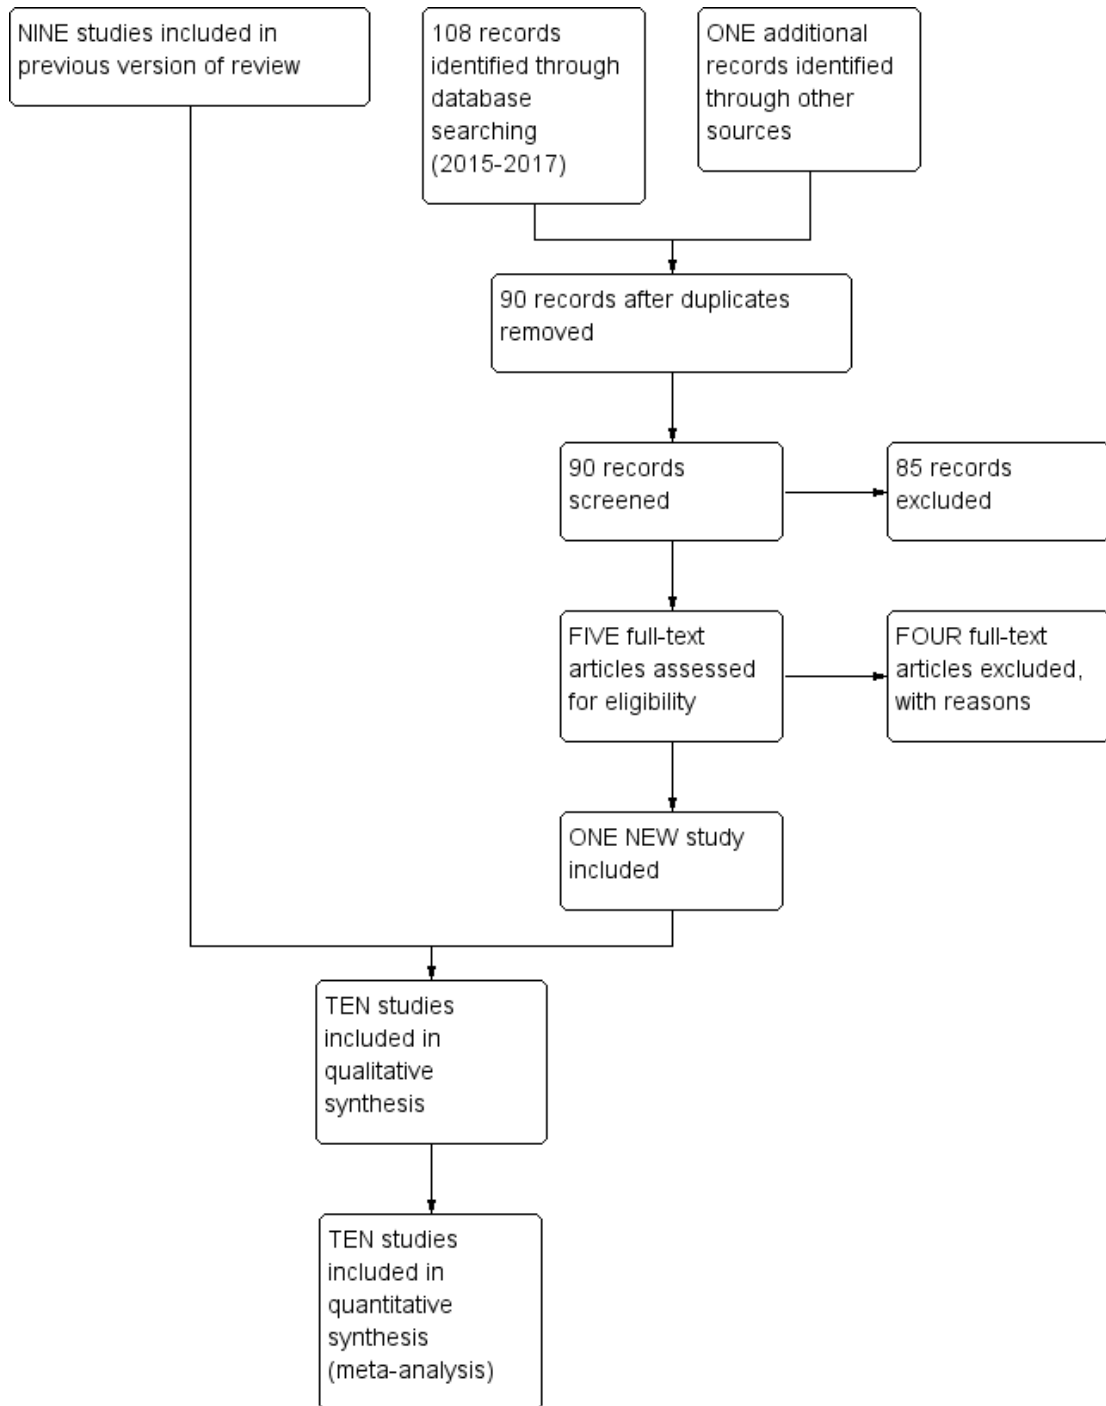 NINE studies included in
previous version of review
108 records
identified through
database
searching
(2015-2017)
ONE additional
records identified
through other
sources
90 records after duplicates
removed
90 records
screened
85 records
excluded
FIVE full-text
articles assessed
for eligibility
FOUR full-text
articles excluded,
with reasons
ONE NEW study
included
TEN studies
included in
qualitative
synthesis
TEN studies
included in
quantitative
synthesis
(meta-analysis)